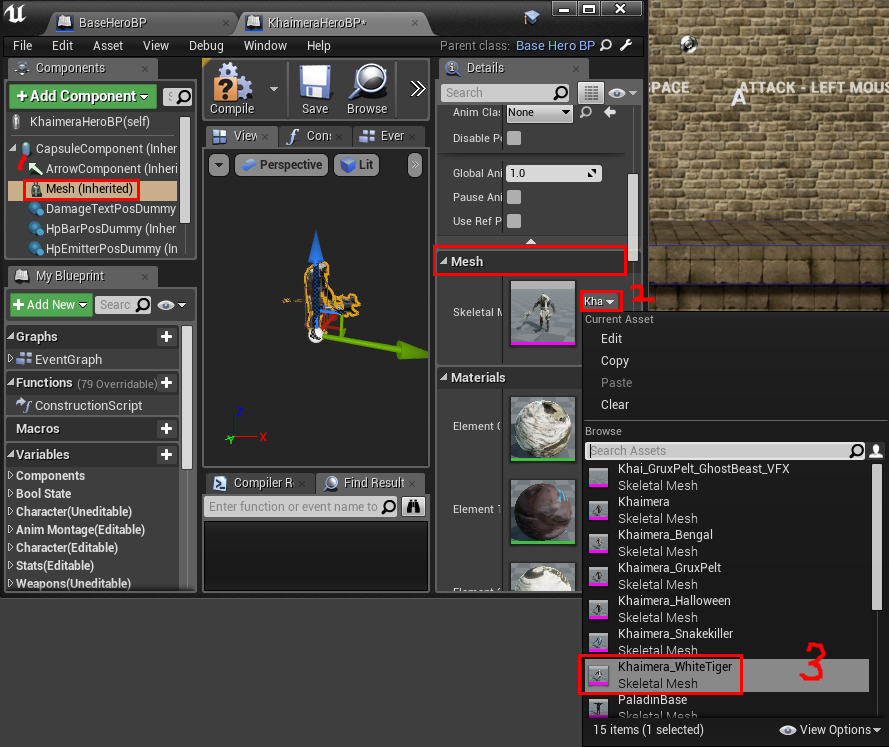 BaseHeroBP
KhaimeraHeroBP*
File Edit Asset View Debug Window Help
Parent class: Base Hero BP
Components
+Add Component
KhaimeraHeroBP(self)
CapsuleComponent (Inher
ArrowComponent (Inheri
Mesh (Inherited)
DamageTextPosDummy
HpBarPosDummy (Inher
HpEmitterPosDummy (In
1
My Blueprint
+Add New
Searc
Graphs
EventGraph
Functions (79 Overridable)
ConstructionScript
Macros
Variables
Components
Bool State
Character(Uneditable)
Anim Montage(Editable)
Character(Editable)
Stats(Editable)
Weapons(Uneditable)
Compile
Save
Browse
View
Con
Ever
Perspective
Lit
Z
X
Y
Compiler R
Find Result
Enter function or event name to
Details
Search
Anim Clas
None
Disable Po
Global Ani
1.0
Pause Ani
Use Ref P
Mesh
Skeletal M
Kha
2
Materials
Element 0
Element 1
Current Asset
Edit
Copy
Paste
Clear
Browse
Search Assets
Khai_GruxPelt_GhostBeast_VFX
Skeletal Mesh
Khaimera
Skeletal Mesh
Khaimera_Bengal
Skeletal Mesh
Khaimera_GruxPelt
Skeletal Mesh
Khaimera_Halloween
Skeletal Mesh
Khaimera_Snakekiller
Skeletal Mesh
Khaimera_WhiteTiger
Skeletal Mesh
3
PaladinBase
Skeletal Mesh
15 items (1 selected)
View Options
SPACE
ATTACK - LEFT MOUS
A